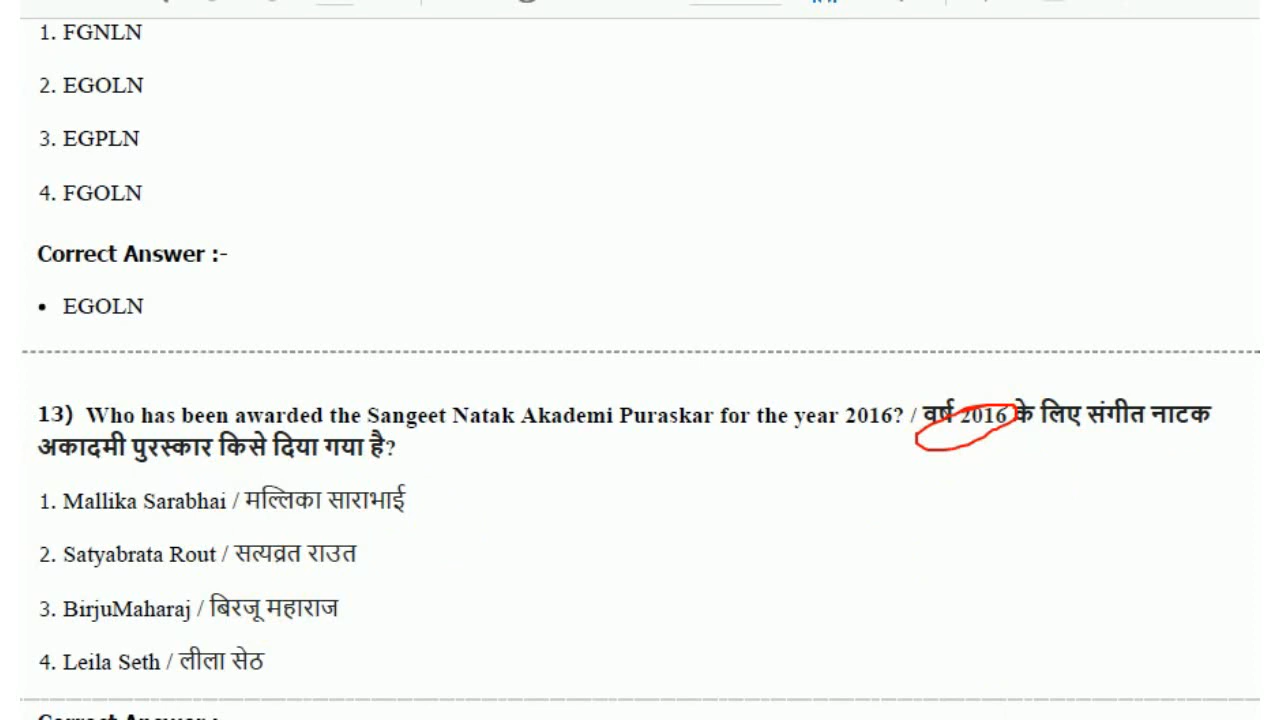 1. FGNLN
2. EGOLN
3. EGPLN
4. FGOLN
Correct Answer :-
• EGOLN
13) Who has been awarded the Sangeet Natak Akademi Puraskar for the year 2016? / वर्ष 2016 के लिए संगीत नाटक
अकादमी पुरस्कार किसे दिया गया है?
1. Mallika Sarabhai / मल्लिका साराभाई
2. Satyabrata Rout / सत्यव्रत राउत
3. BirjuMaharaj / बिरजू महाराज
4. Leila Seth / लीला सेठ
Correct Answer :-